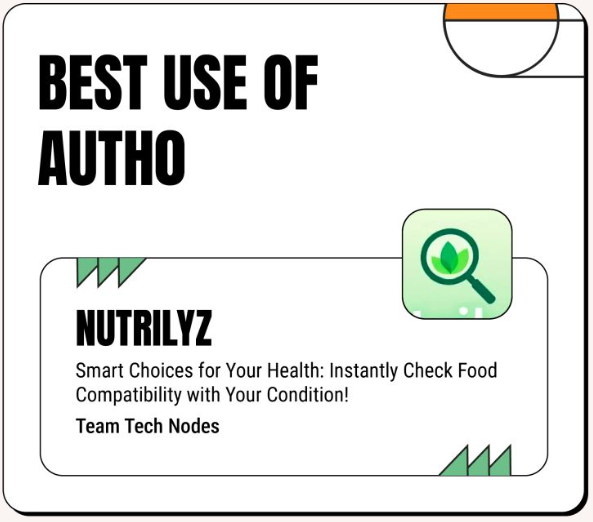 BEST USE OF
AUTHO
NUTRILYZ
Smart Choices for Your Health: Instantly Check Food
Compatibility with Your Condition!
Team Tech Nodes